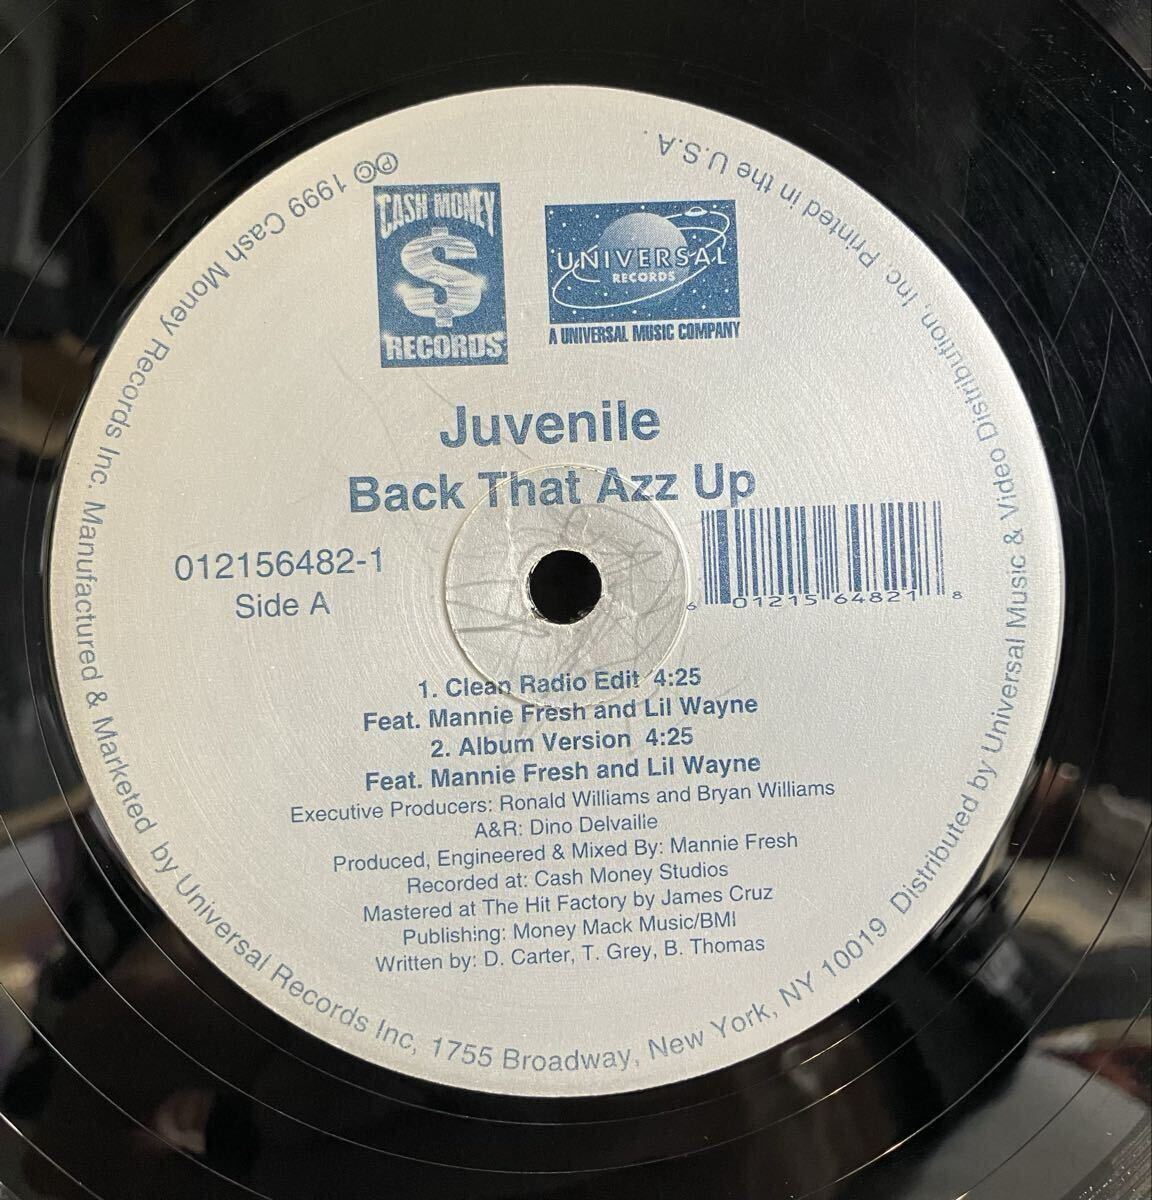 CASH MONEY
$
RECORDS
UNIVERSAL
RECORDS
A UNIVERSAL MUSIC COMPANY
Juvenile
Back That Azz Up
012156482-1
Side A
6 01215 64821 8
1. Clean Radio Edit 4:25
Feat. Mannie Fresh and Lil Wayne
2. Album Version 4:25
Feat. Mannie Fresh and Lil Wayne
Executive Producers: Ronald Williams and Bryan Williams
A&R: Dino Delvaille
Produced, Engineered & Mixed By: Mannie Fresh
Recorded at: Cash Money Studios
Mastered at The Hit Factory by James Cruz
Publishing: Money Mack Music/BMI
Written by: D. Carter, T. Grey, B. Thomas
℗© 1999 Cash Money Records Inc. Manufactured & Marketed by Universal Records Inc, 1755 Broadway, New York, NY 10019 Distributed by Universal Music & Video Distribution, Inc. Printed in the U.S.A.